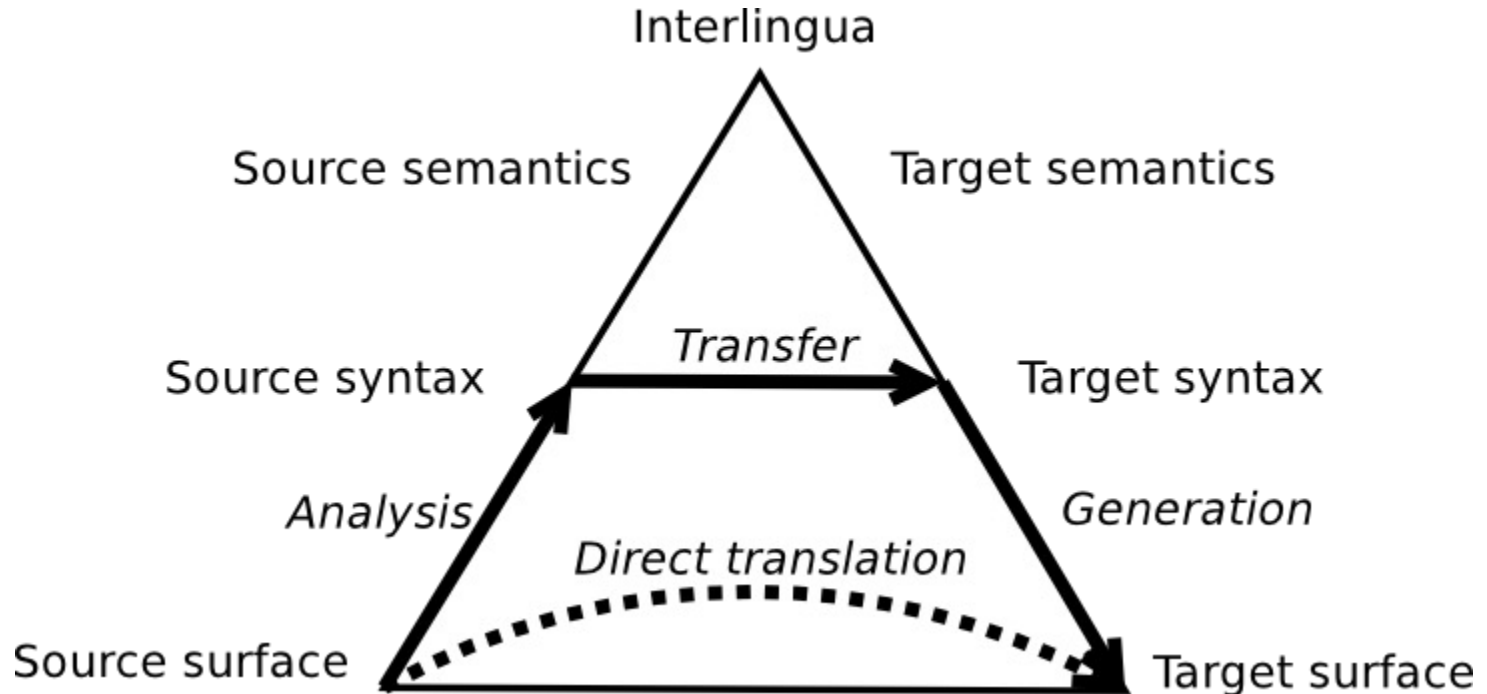 Interlingua
Source semantics
Target semantics
Transfer
Source syntax
Target syntax
Analysis
Generation
Direct translation
Source surface
Target surface